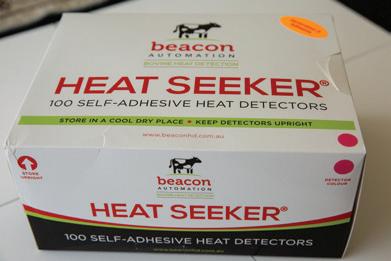 beacon
AUTOMATION
BOVINE HEAT DETECTION
HEAT SEEKER®
100 SELF-ADHESIVE HEAT DETECTORS
STORE IN A COOL DRY PLACE • KEEP DETECTORS UPRIGHT
www.beaconhd.com.au
STORE
UPRIGHT
beacon
AUTOMATION
BOVINE HEAT DETECTION
DETECTOR
COLOUR
HEAT SEEKER®
100 SELF-ADHESIVE HEAT DETECTORS